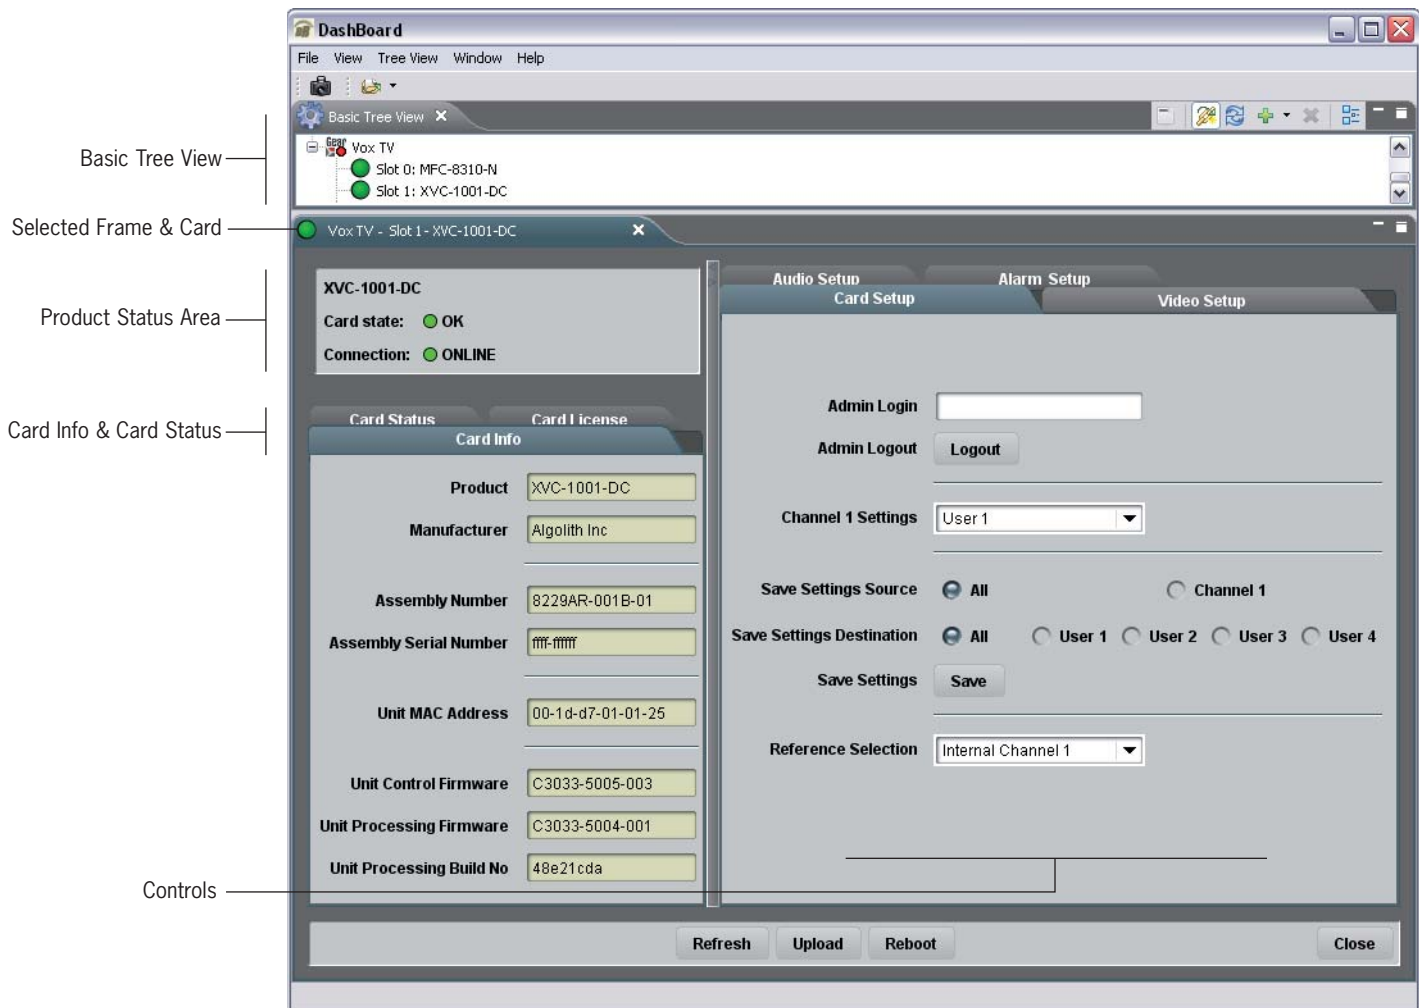 DashBoard
File View Tree View Window Help
Basic Tree View
Basic Tree View
Gear
Vox TV
Slot 0: MFC-8310-N
Slot 1: XVC-1001-DC
Selected Frame & Card
Vox TV - Slot 1- XVC-1001-DC
Product Status Area
XVC-1001-DC
Card state: OK
Connection: ONLINE
Card Info & Card Status
Card Status Card License
Card Info
Product XVC-1001-DC
Manufacturer Algolith Inc
Assembly Number 8229AR-001B-01
Assembly Serial Number ffff-ffffff
Unit MAC Address 00-1d-d7-01-01-25
Unit Control Firmware C3033-5005-003
Unit Processing Firmware C3033-5004-001
Unit Processing Build No 48e21cda
Audio Setup Alarm Setup
Card Setup Video Setup
Admin Login
Admin Logout Logout
Channel 1 Settings User 1
Save Settings Source All Channel 1
Save Settings Destination All User 1 User 2 User 3 User 4
Save Settings Save
Reference Selection Internal Channel 1
Controls
Refresh Upload Reboot Close